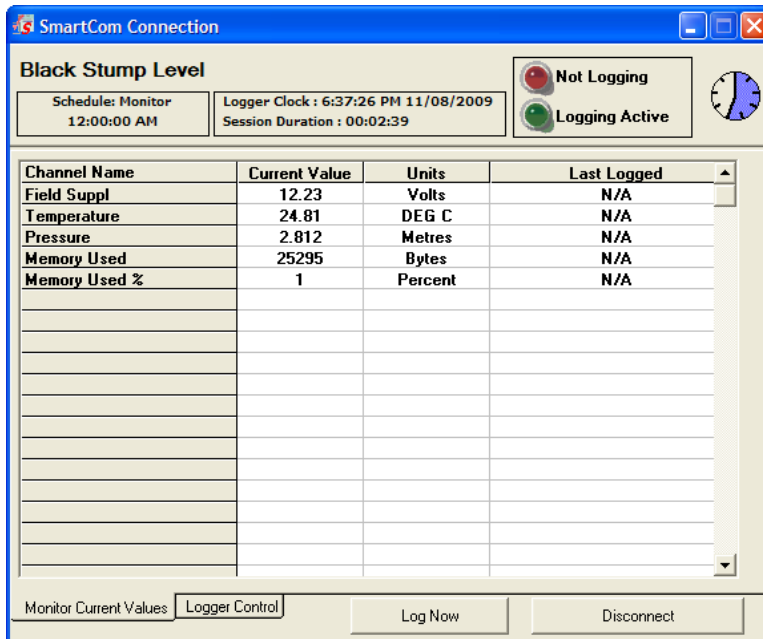 SmartCom Connection
Black Stump Level
Schedule: Monitor
12:00:00 AM
Logger Clock : 6:37:26 PM 11/08/2009
Session Duration : 00:02:39
Not Logging
Logging Active
Channel Name Current Value Units Last Logged
Field Suppl 12.23 Volts N/A
Temperature 24.81 DEG C N/A
Pressure 2.812 Metres N/A
Memory Used 25295 Bytes N/A
Memory Used % 1 Percent N/A
Monitor Current Values Logger Control Log Now Disconnect